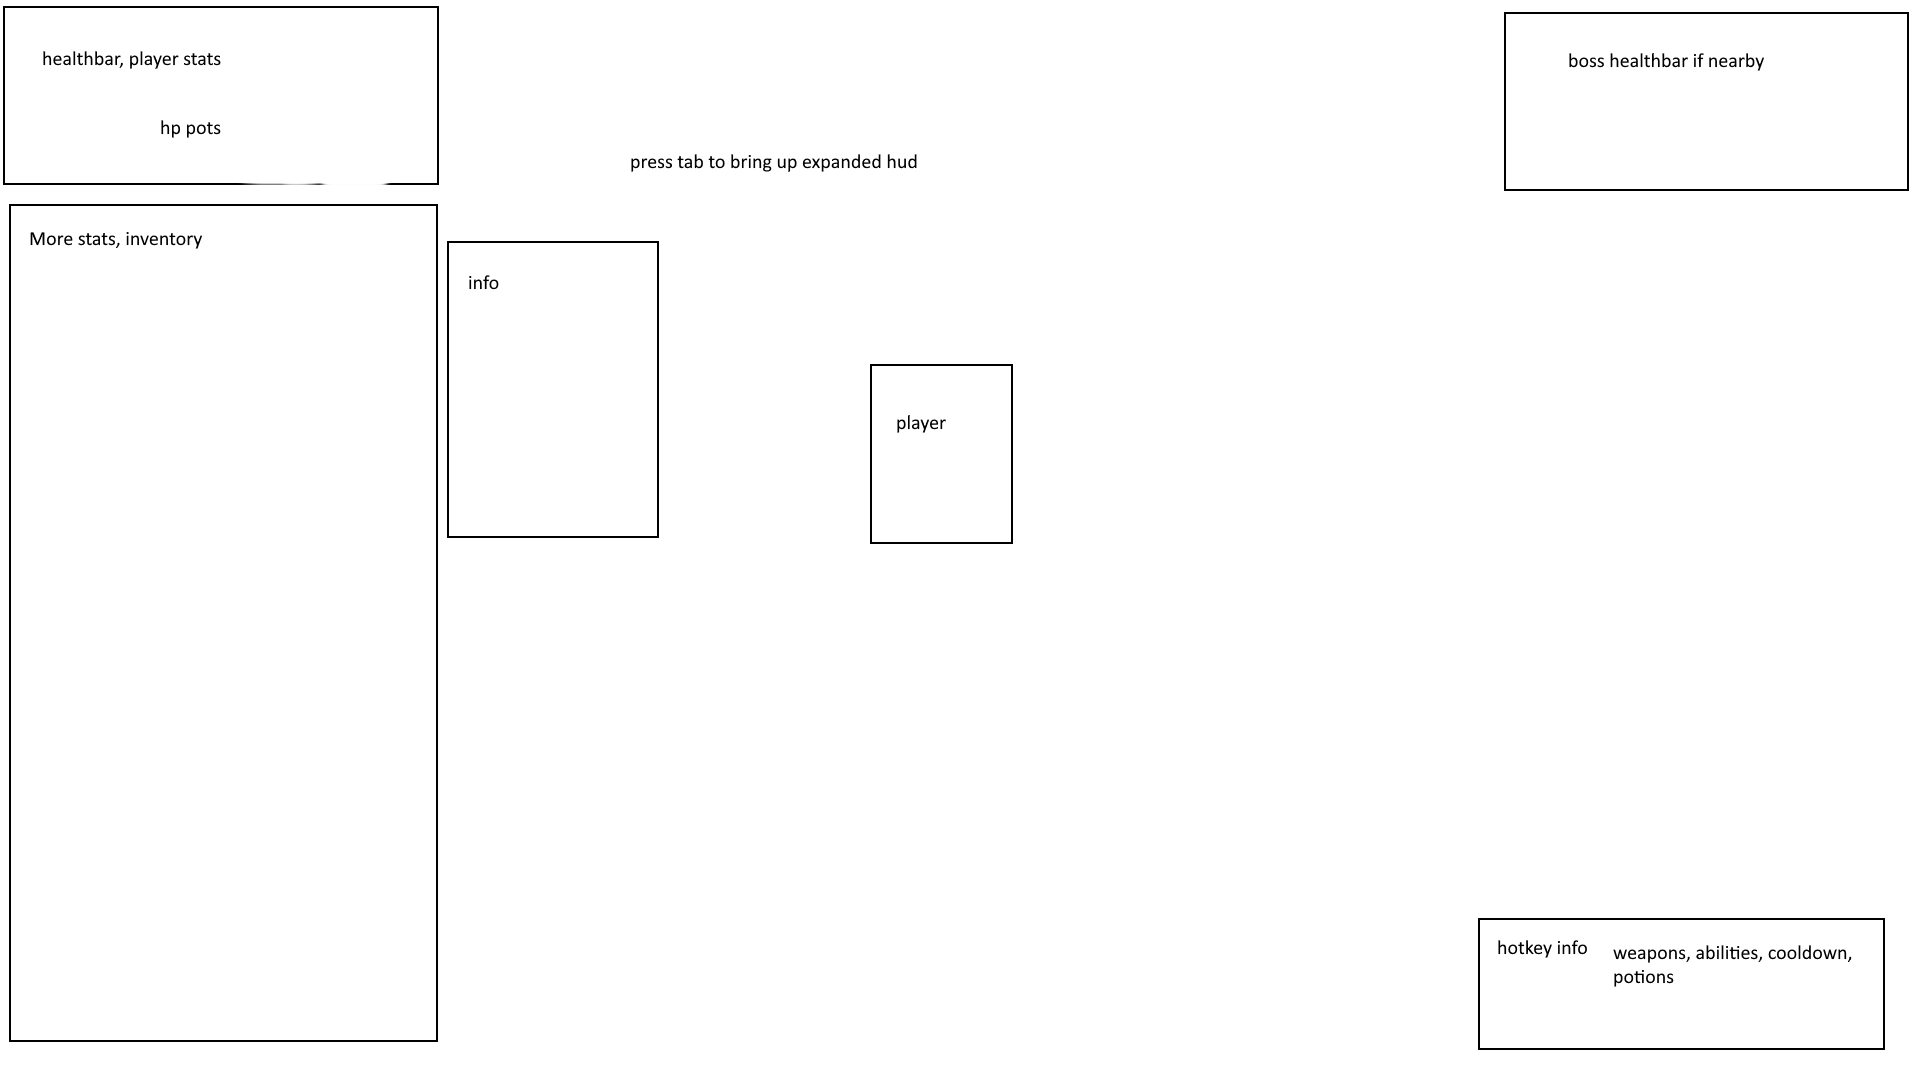 healthbar, player stats
boss healthbar if nearby
hp pots
press tab to bring up expanded hud
More stats, inventory
info
player
hotkey info
weapons, abilities, cooldown,
potions